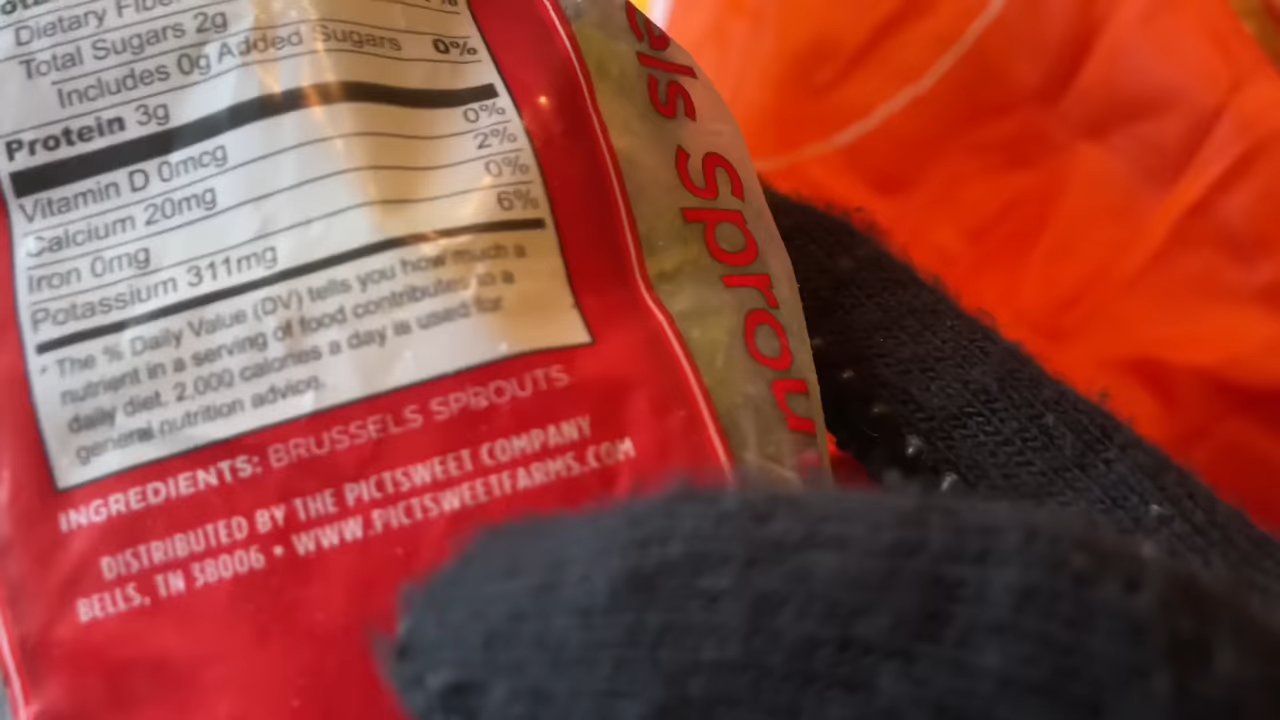 Dietary Fib
Total Sugars 2g
Includes 0g Added Sugars 0%
Protein 3g
Vitamin D 0mcg 0%
Calcium 20mg 2%
Iron 0mg 0%
Potassium 311mg 6%
* The % Daily Value (DV) tells you how much a
nutrient in a serving of food contributes to a
daily diet. 2,000 calories a day is used for
general nutrition advice.
INGREDIENTS: BRUSSELS SPROUTS.
DISTRIBUTED BY THE PICTSWEET COMPANY
BELLS, TN 38006 • WWW.PICTSWEETFARMS.COM
els Sprou